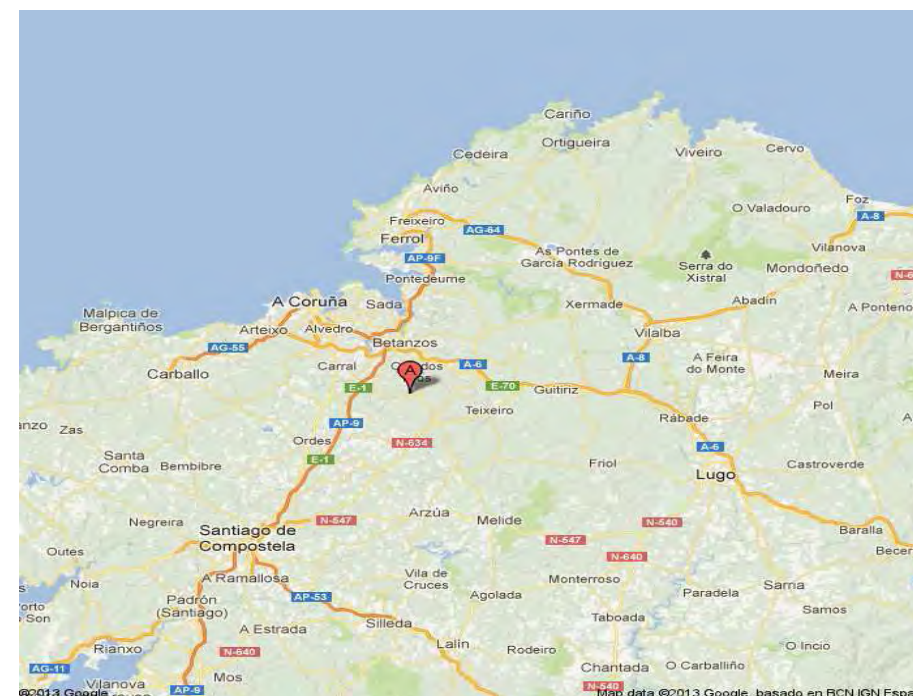 Cariño
Ortigueira
Cedeira
Viveiro
Cervo
Aviño
Foz
O Valadouro
Freixeiro
A-8
AG-64
Ferrol
Vilanova
As Pontes de
García Rodríguez
AP-9F
Serra do
Xistral
Mondoñedo
Pontedeume
A Coruña
Sada
Xermade
Abadín
Malpica de
Bergantiños
Arteixo
Alvedro
Vilalba
Betanzos
AG-55
A-8
A Feira
do Monte
Carballo
Carral
A
A-6
E-1
E-70
Guitiriz
Meira
Teixeiro
Pol
Rábade
AP-9
Zas
Ordes
N-634
A-6
E-1
Santa
Comba
Bembibre
Friol
Lugo
Castroverde
Arzúa
Negreira
N-547
Melide
N-540
Santiago de
Compostela
Baralla
N-547
Outes
N-640
A Ramallosa
Vila de
Cruces
Noia
Monterroso
Sarria
AP-53
Agolada
Paradela
Padrón
(Santiago)
Samos
Silleda
Taboada
A Estrada
Rianxo
Lalín
Rodeiro
O Incio
N-640
AG-11
Mos
Chantada
O Carballiño
Vilanova
AP-9
N-540
©2013 Google
Map data ©2013 Google, basado en BCN IGN